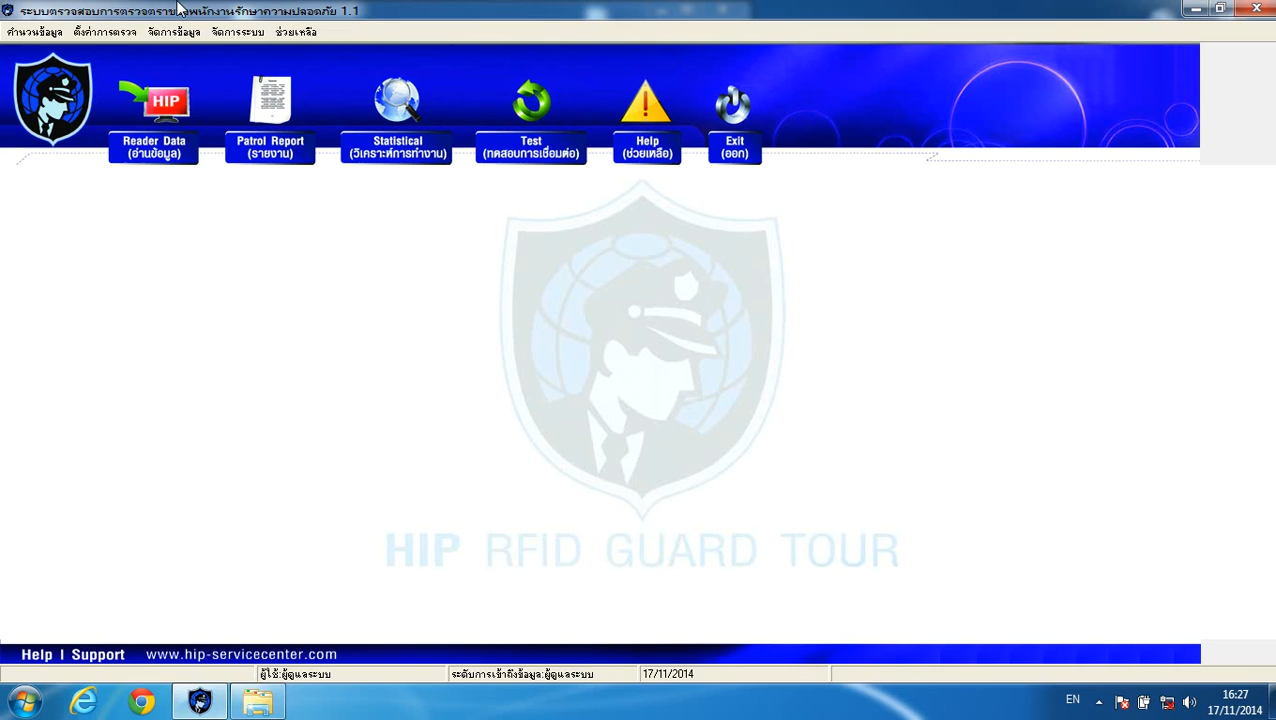 ระบบตรวจสอบการตรวจตราของพนักงานรักษาความปลอดภัย 1.1
คำนวนข้อมูล ตั้งค่าการตรวจ จัดการข้อมูล จัดการระบบ ช่วยเหลือ
HIP
Reader Data
(อ่านข้อมูล)
Patrol Report
(รายงาน)
Statistical
(วิเคราะห์การทำงาน)
Test
(ทดสอบการเชื่อมต่อ)
Help
(ช่วยเหลือ)
Exit
(ออก)
HIP RFID GUARD TOUR
Help | Support www.hip-servicecenter.com
ผู้ใช้:ผู้ดูแลระบบ ระดับการเข้าถึงข้อมูล:ผู้ดูแลระบบ 17/11/2014
EN 16:27
17/11/2014